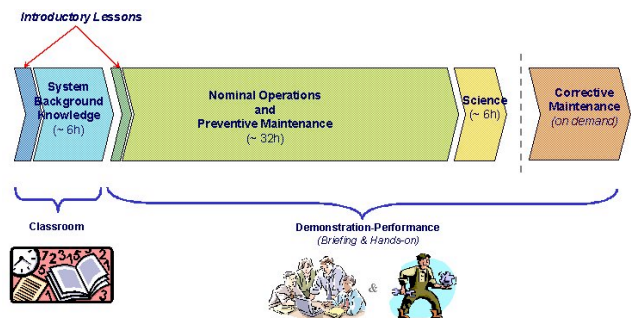 Introductory Lessons
System
Background
Knowledge
(~ 6h)
Nominal Operations
and
Preventive Maintenance
(~ 32h)
Science
(~ 6h)
Corrective
Maintenance
(on demand)
Classroom
Demonstration-Performance
(Briefing & Hands-on)
&